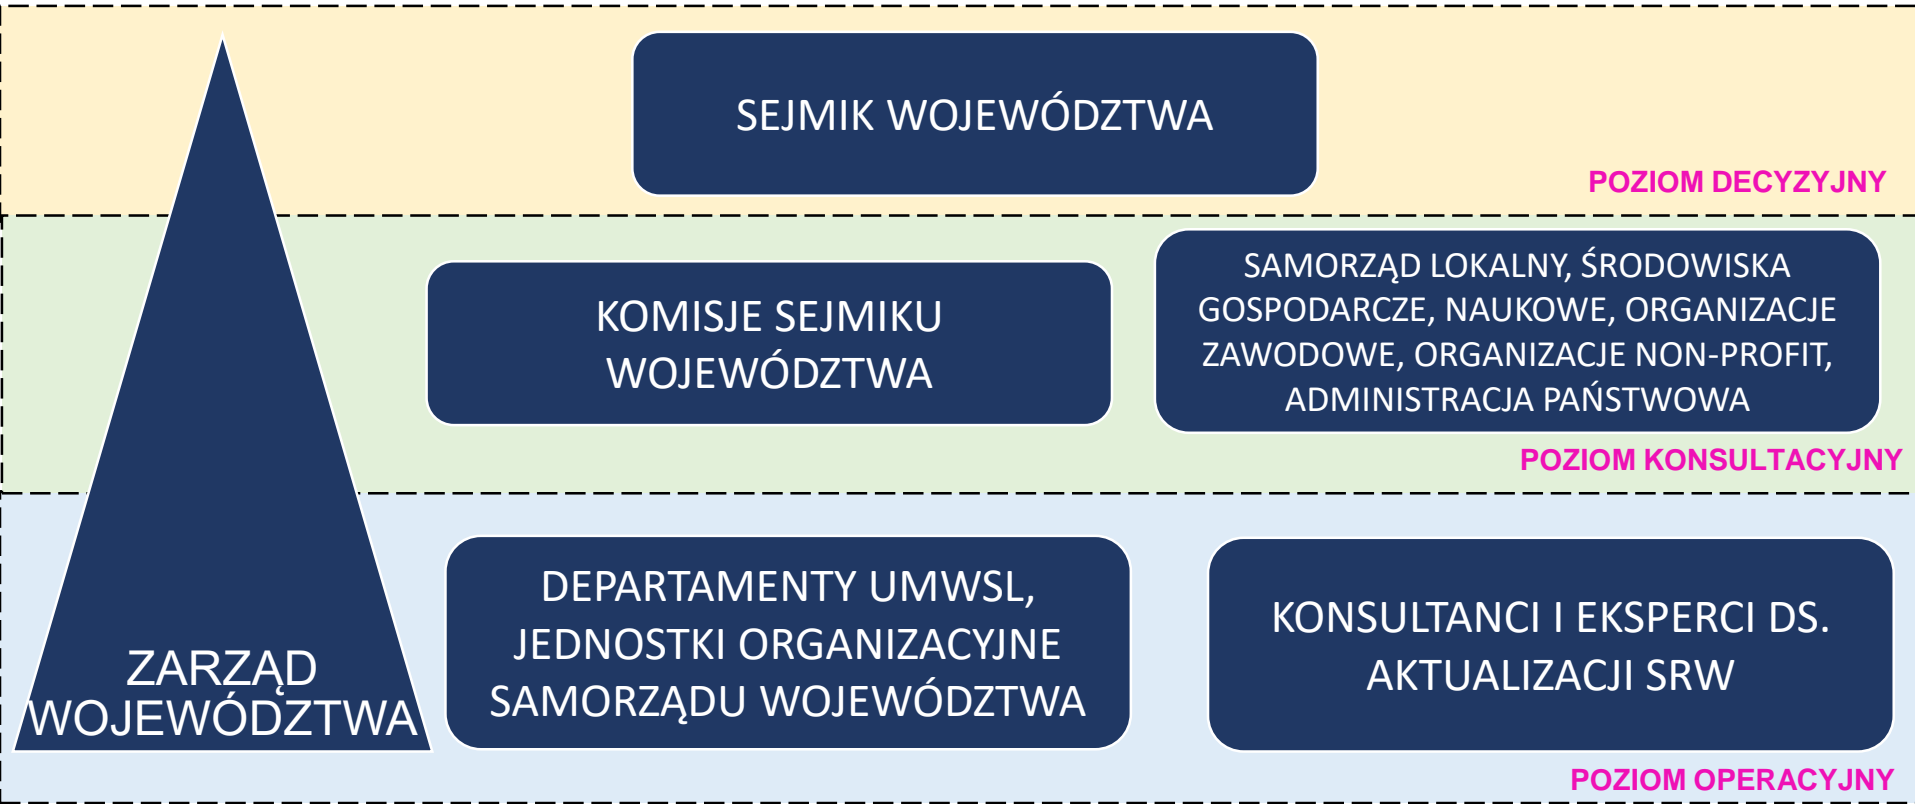 SEJMIK WOJEWÓDZTWA
POZIOM DECYZYJNY
KOMISJE SEJMIKU
WOJEWÓDZTWA
SAMORZĄD LOKALNY, ŚRODOWISKA
GOSPODARCZE, NAUKOWE, ORGANIZACJE
ZAWODOWE, ORGANIZACJE NON-PROFIT,
ADMINISTRACJA PAŃSTWOWA
POZIOM KONSULTACYJNY
ZARZĄD
WOJEWÓDZTWA
DEPARTAMENTY UMWSL,
JEDNOSTKI ORGANIZACYJNE
SAMORZĄDU WOJEWÓDZTWA
KONSULTANCI I EKSPERCI DS.
AKTUALIZACJI SRW
POZIOM OPERACYJNY